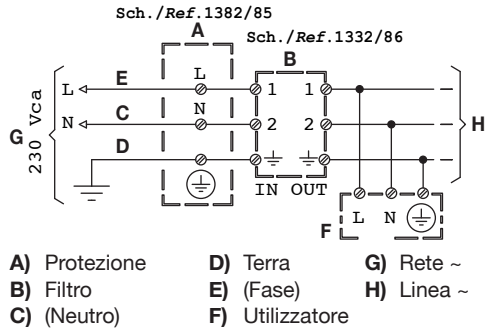 Sch./Ref.1382/85
A
Sch./Ref.1332/86
B
L E L 1 1
N C N 2 2
G 230 Vca H
D
IN OUT
F L N
A) Protezione D) Terra G) Rete ~
B) Filtro E) (Fase) H) Linea ~
C) (Neutro) F) Utilizzatore